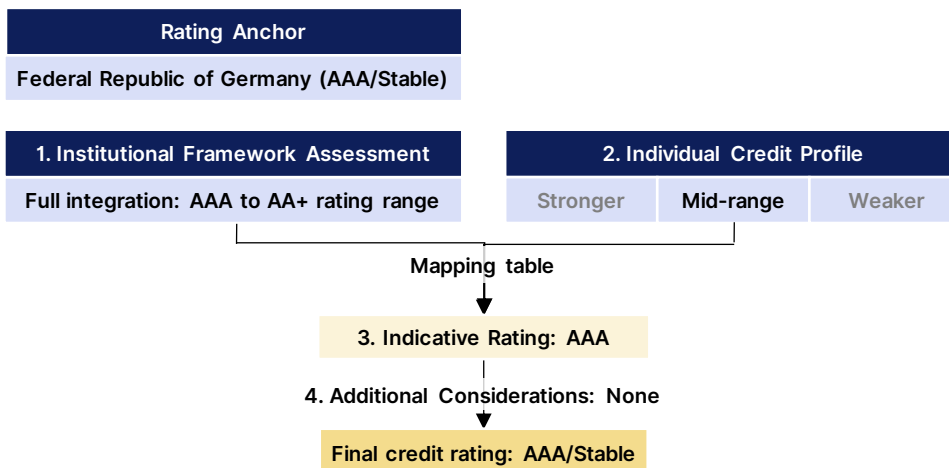 Rating Anchor
Federal Republic of Germany (AAA/Stable)
1. Institutional Framework Assessment
Full integration: AAA to AA+ rating range
2. Individual Credit Profile
Stronger
Mid-range
Weaker
Mapping table
3. Indicative Rating: AAA
4. Additional Considerations: None
Final credit rating: AAA/Stable